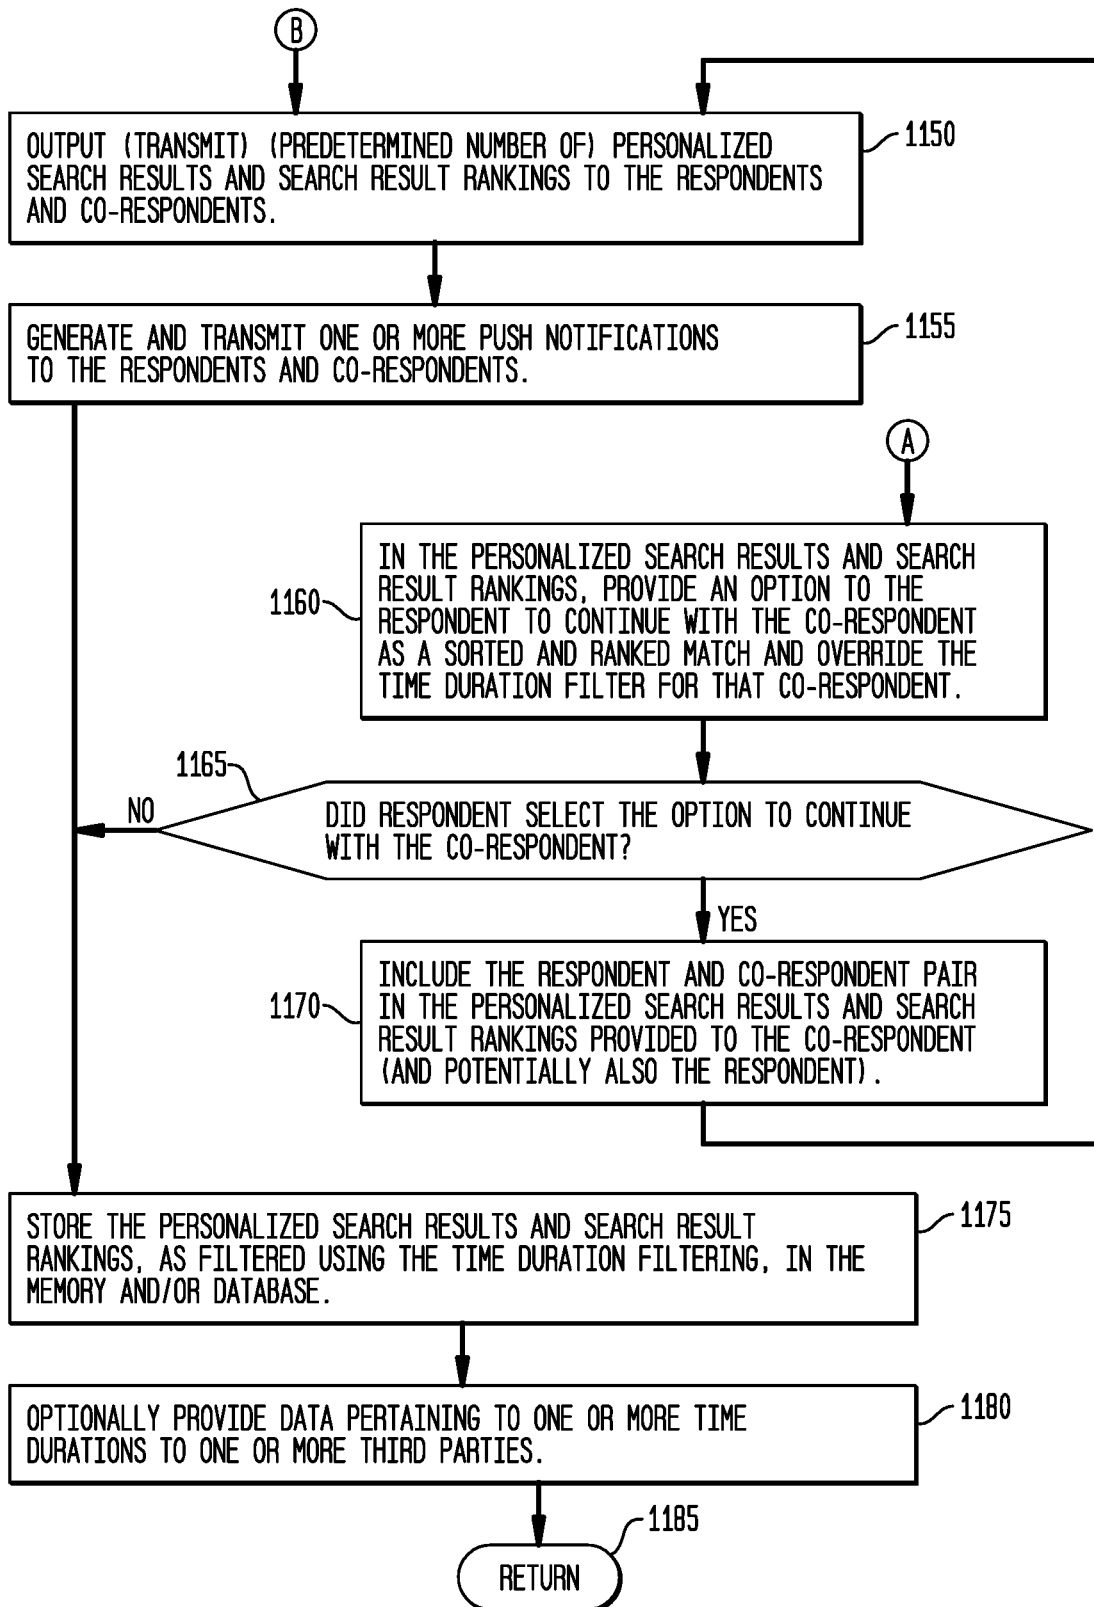 B
OUTPUT (TRANSMIT) (PREDETERMINED NUMBER OF) PERSONALIZED
SEARCH RESULTS AND SEARCH RESULT RANKINGS TO THE RESPONDENTS
AND CO-RESPONDENTS.
1150
GENERATE AND TRANSMIT ONE OR MORE PUSH NOTIFICATIONS
TO THE RESPONDENTS AND CO-RESPONDENTS.
1155
A
IN THE PERSONALIZED SEARCH RESULTS AND SEARCH
RESULT RANKINGS, PROVIDE AN OPTION TO THE
RESPONDENT TO CONTINUE WITH THE CO-RESPONDENT
AS A SORTED AND RANKED MATCH AND OVERRIDE THE
TIME DURATION FILTER FOR THAT CO-RESPONDENT.
1160
1165
NO
DID RESPONDENT SELECT THE OPTION TO CONTINUE
WITH THE CO-RESPONDENT?
YES
INCLUDE THE RESPONDENT AND CO-RESPONDENT PAIR
IN THE PERSONALIZED SEARCH RESULTS AND SEARCH
RESULT RANKINGS PROVIDED TO THE CO-RESPONDENT
(AND POTENTIALLY ALSO THE RESPONDENT).
1170
STORE THE PERSONALIZED SEARCH RESULTS AND SEARCH RESULT
RANKINGS, AS FILTERED USING THE TIME DURATION FILTERING, IN THE
MEMORY AND/OR DATABASE.
1175
OPTIONALLY PROVIDE DATA PERTAINING TO ONE OR MORE TIME
DURATIONS TO ONE OR MORE THIRD PARTIES.
1180
1185
RETURN